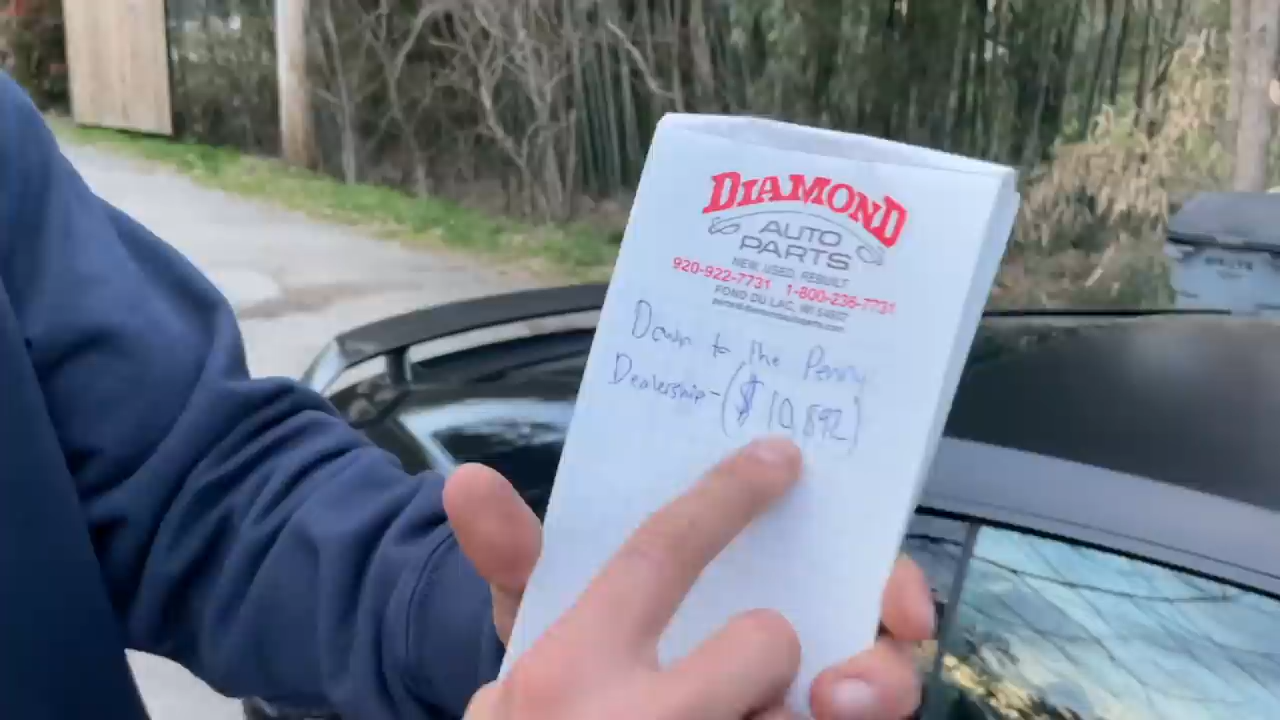 DIAMOND
AUTO
PARTS
NEW, USED, REBUILT
920-922-7731 1-800-236-7731
FOND DU LAC, WI 54937
Down to the Penny
Dealership - ($10,892)